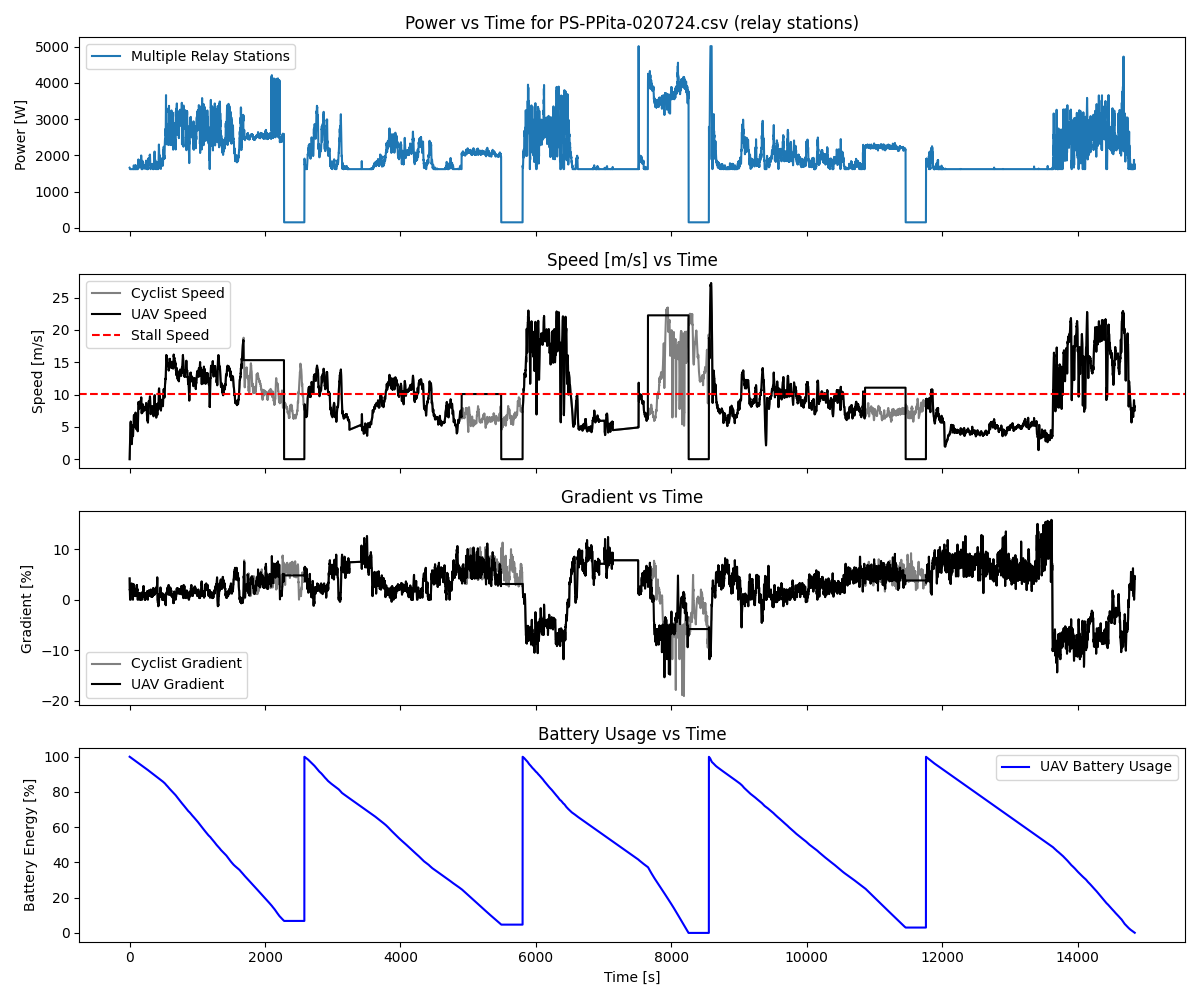 Power vs Time for PS-PPita-020724.csv (relay stations)
Multiple Relay Stations
Power [W]
5000
4000
3000
2000
1000
0
Speed [m/s] vs Time
Cyclist Speed
UAV Speed
Stall Speed
Speed [m/s]
25
20
15
10
5
0
Gradient vs Time
Cyclist Gradient
UAV Gradient
Gradient [%]
10
0
−10
−20
Battery Usage vs Time
UAV Battery Usage
Battery Energy [%]
100
80
60
40
20
0
0 2000 4000 6000 8000 10000 12000 14000
Time [s]